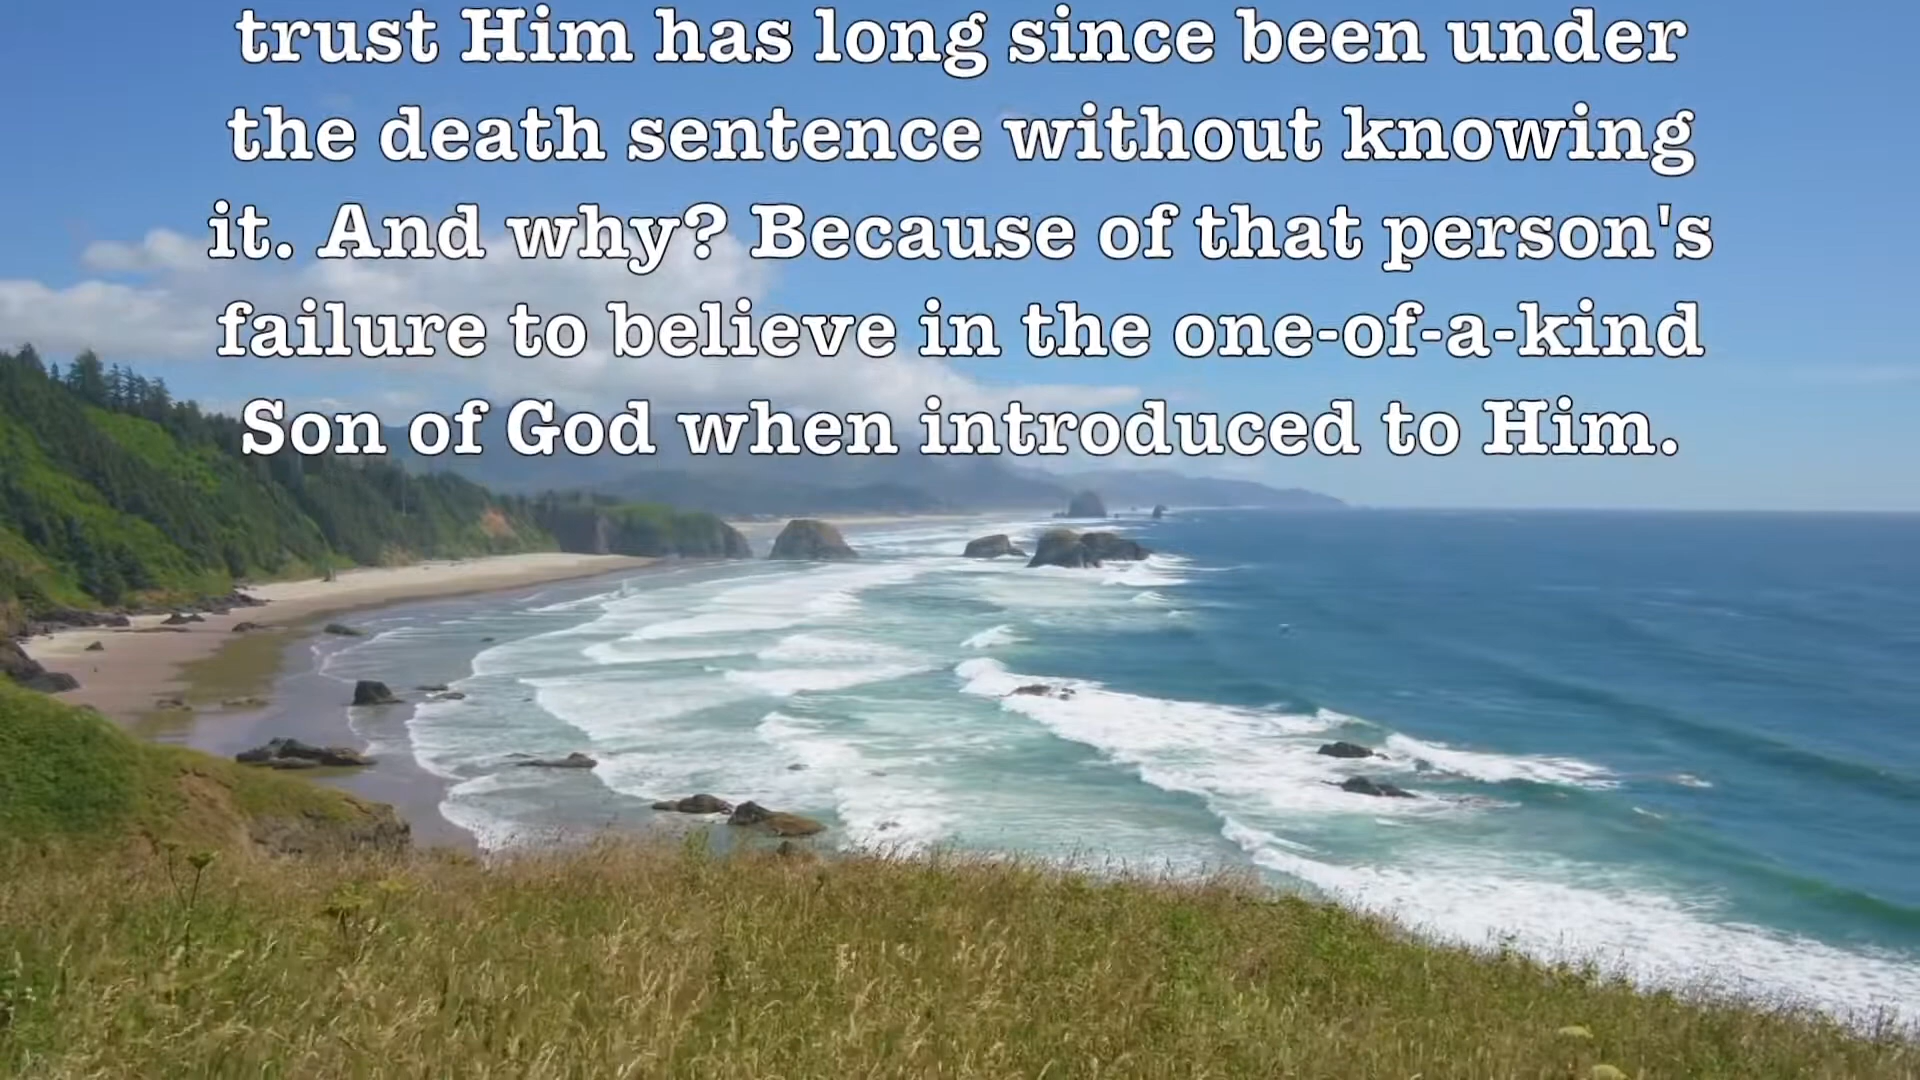 trust Him has long since been under
the death sentence without knowing
it. And why? Because of that person's
failure to believe in the one-of-a-kind
Son of God when introduced to Him.